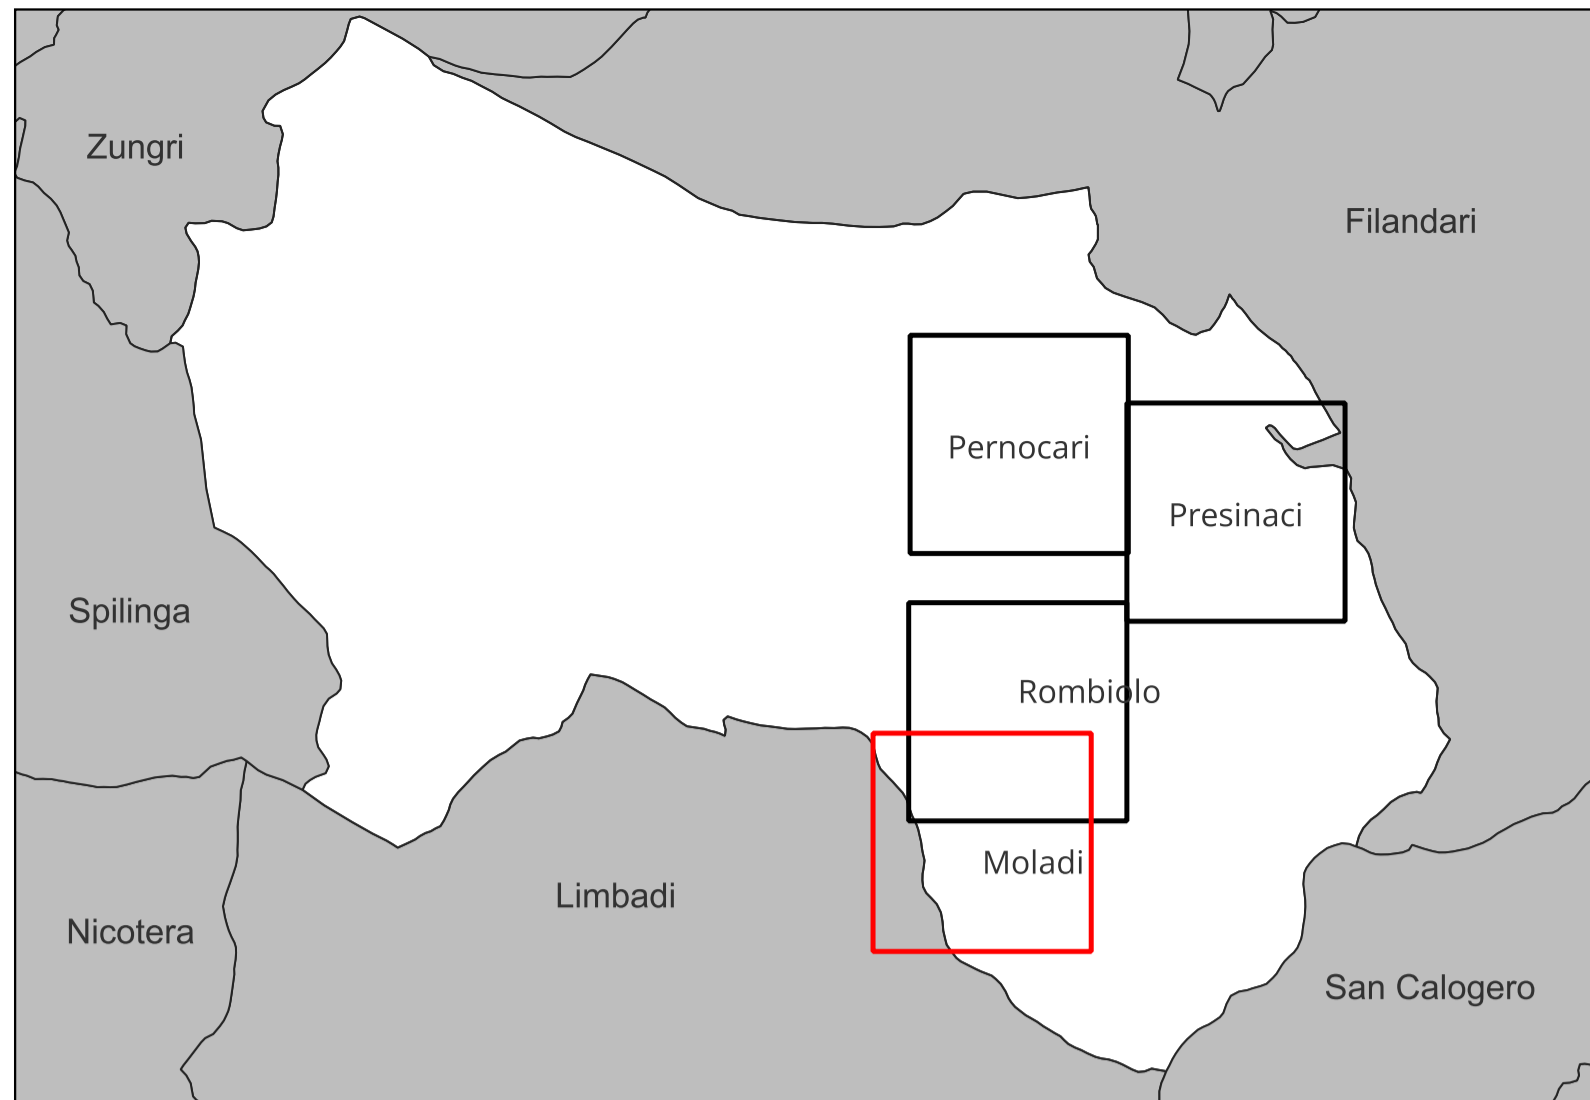 Zungri
Filandari
Pernocari
Presinaci
Spilinga
Rombiolo
Moladi
Limbadi
Nicotera
San Calogero